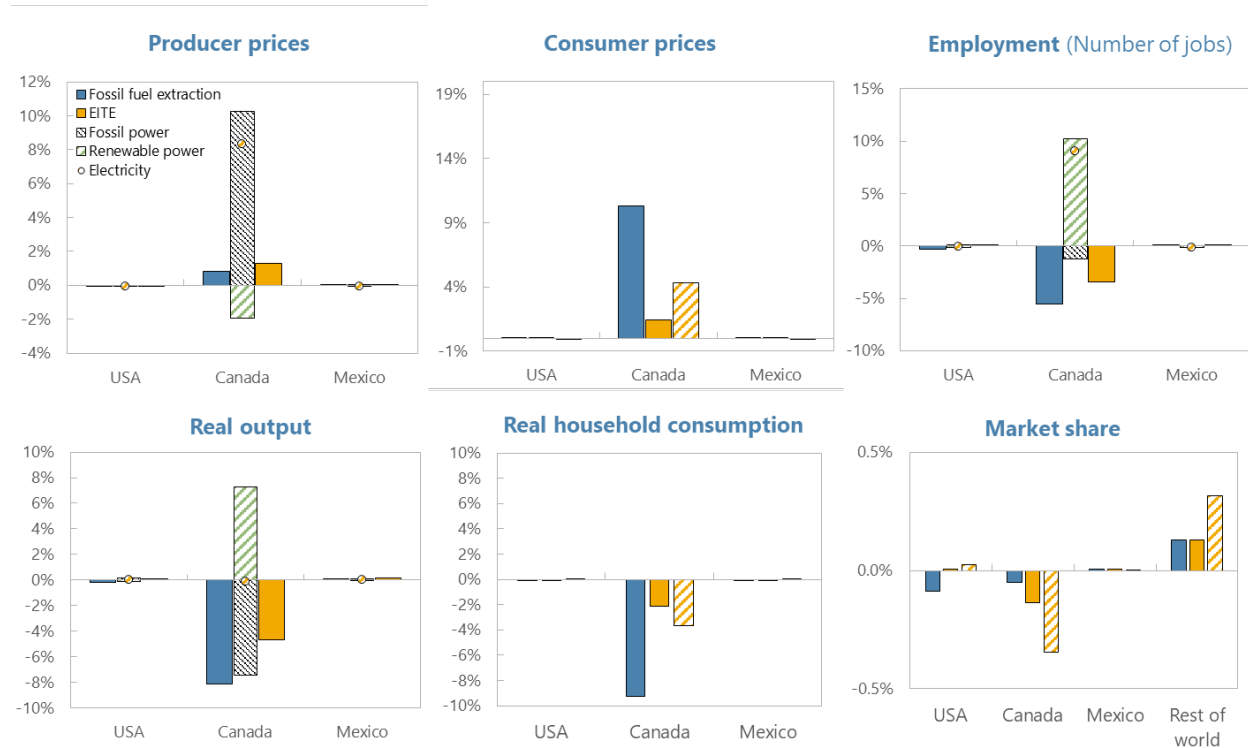 Producer prices
12%
10%
8%
6%
4%
2%
0%
-2%
-4%
Fossil fuel extraction
EITE
Fossil power
Renewable power
Electricity
USA Canada Mexico
Consumer prices
19%
14%
9%
4%
-1%
USA Canada Mexico
Employment (Number of jobs)
15%
10%
5%
0%
-5%
-10%
USA Canada Mexico
Real output
10%
8%
6%
4%
2%
0%
-2%
-4%
-6%
-8%
-10%
USA Canada Mexico
Real household consumption
10%
8%
6%
4%
2%
0%
-2%
-4%
-6%
-8%
-10%
USA Canada Mexico
Market share
0.5%
0.0%
-0.5%
USA Canada Mexico Rest of
world